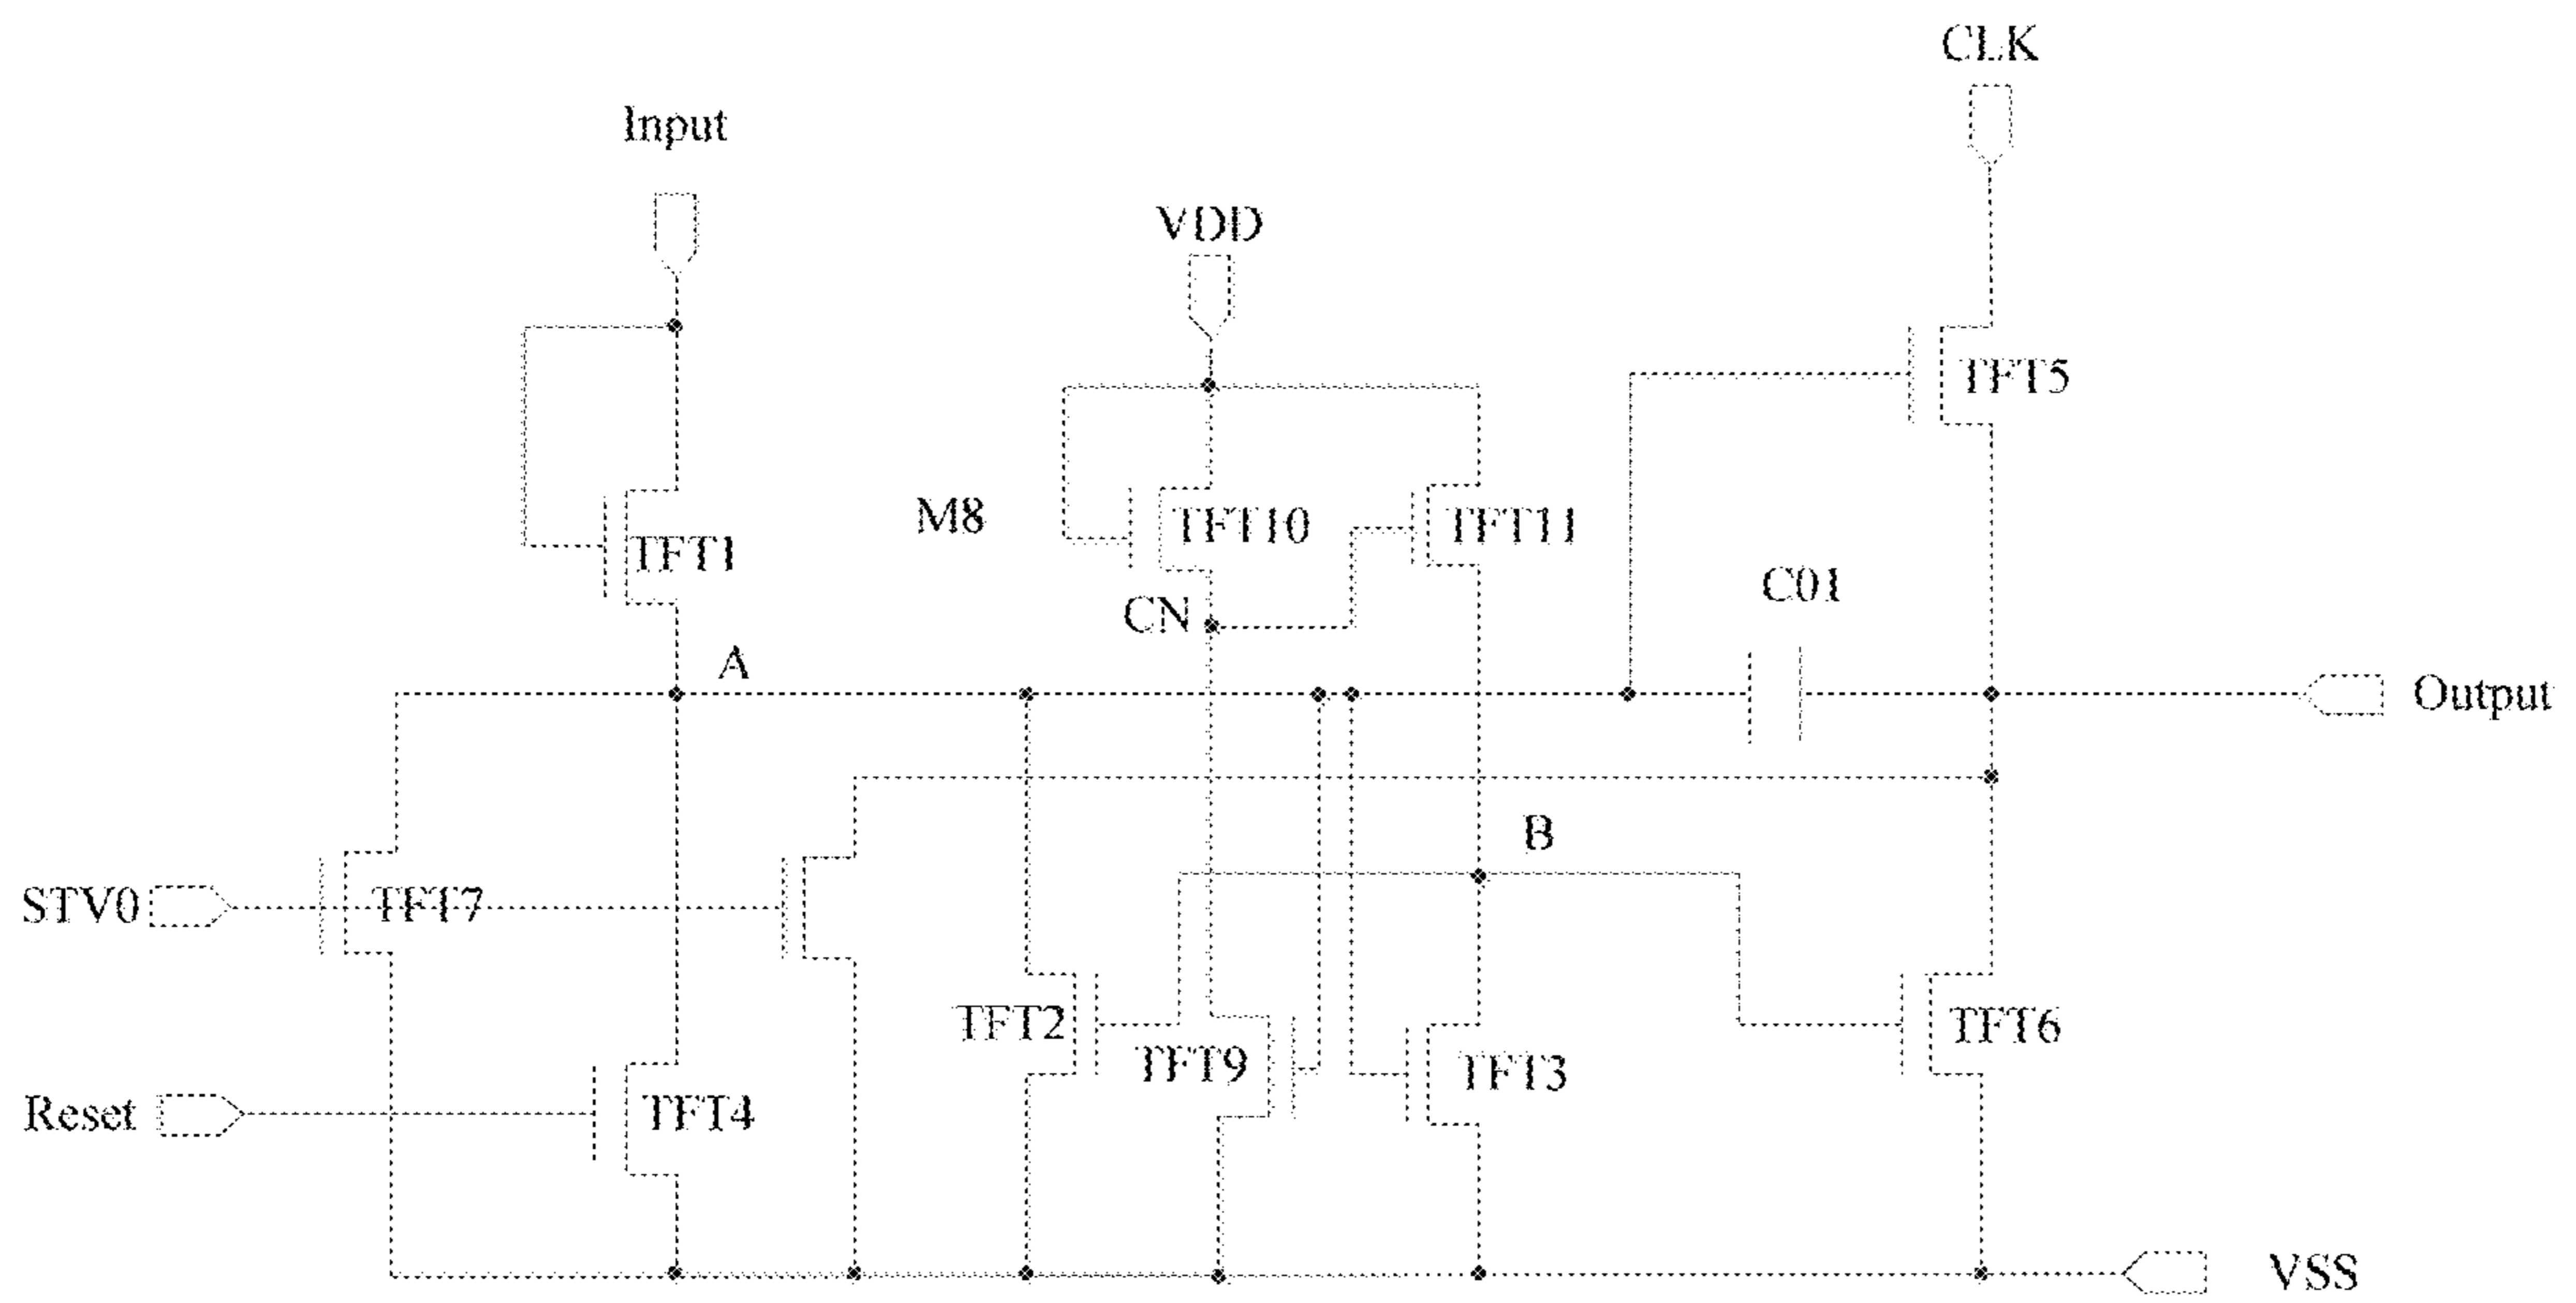 CLK
Input
VDD
TFT5
M8
TFT10
TFT11
TFT1
C01
CN
A
Output
B
STV0
TFT7
TFT2
TFT9
TFT3
TFT6
Reset
TFT4
VSS